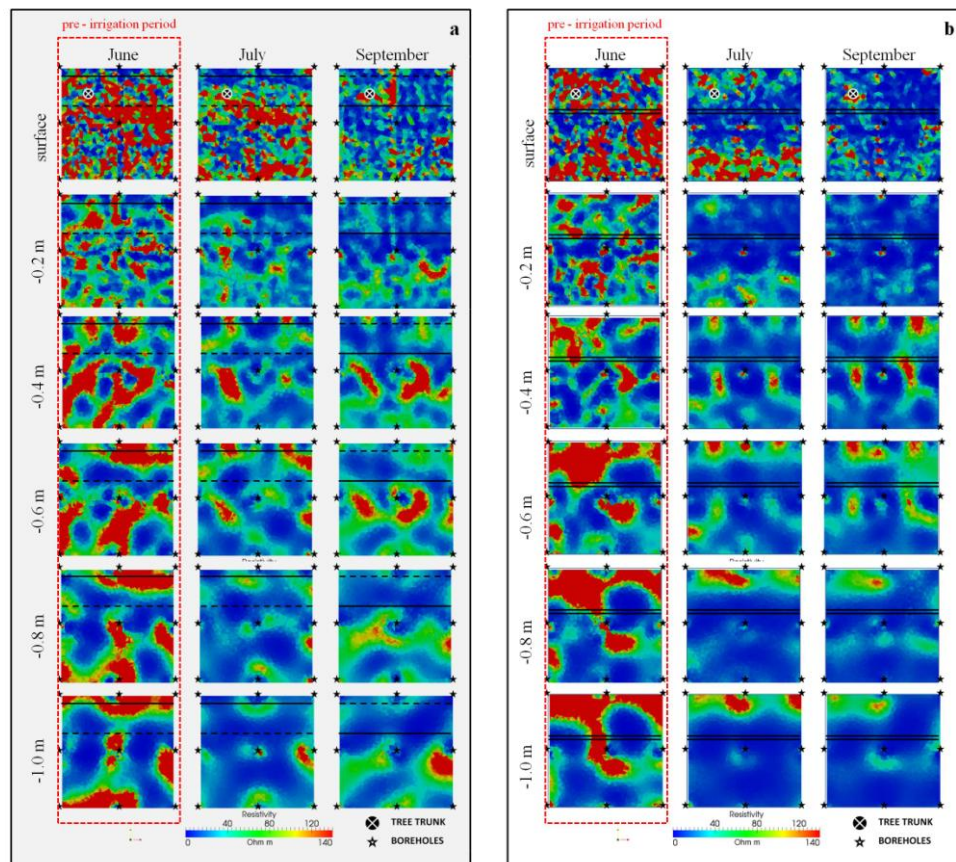 a
pre - irrigation period
June July September
surface
-0.2 m
-0.4 m
-0.6 m
Resistivity
-0.8 m
-1.0 m
Resistivity
0 40 80 120 140
Ohm m
TREE TRUNK
BOREHOLES
b
pre - irrigation period
June July September
surface
-0.2 m
-0.4 m
-0.6 m
Resistivity
-0.8 m
-1.0 m
Resistivity
0 40 80 120 140
Ohm m
TREE TRUNK
BOREHOLES